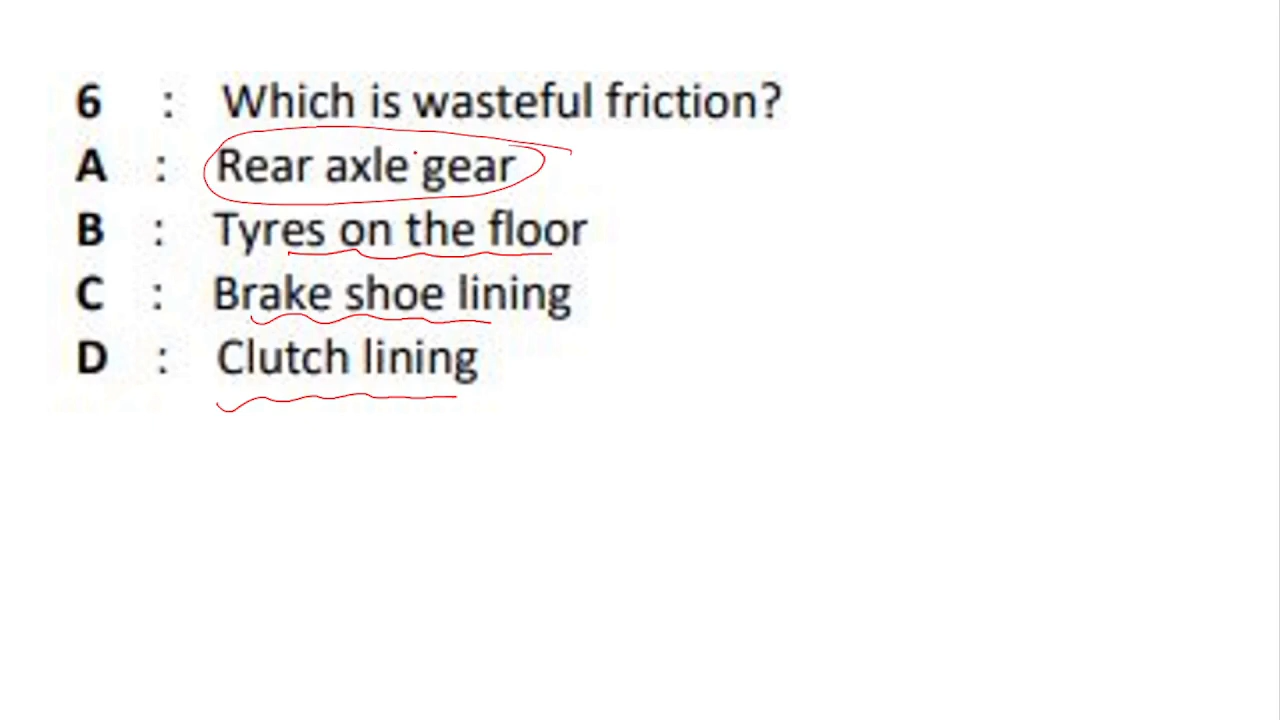 6 : Which is wasteful friction?
A : Rear axle gear
B : Tyres on the floor
C : Brake shoe lining
D : Clutch lining